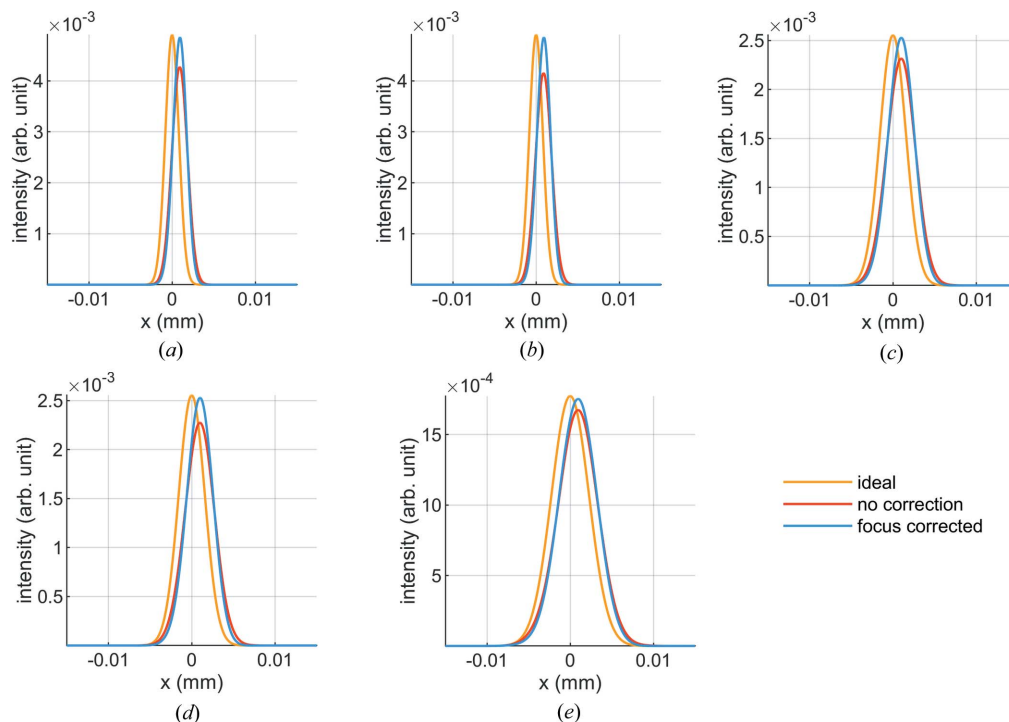 ×10⁻³
intensity (arb. unit)
4
3
2
1
-0.01 0 0.01
x (mm)
(a)
×10⁻³
intensity (arb. unit)
4
3
2
1
-0.01 0 0.01
x (mm)
(b)
×10⁻³
intensity (arb. unit)
2.5
2
1.5
1
0.5
-0.01 0 0.01
x (mm)
(c)
×10⁻³
intensity (arb. unit)
2.5
2
1.5
1
0.5
-0.01 0 0.01
x (mm)
(d)
×10⁻⁴
intensity (arb. unit)
15
10
5
-0.01 0 0.01
x (mm)
(e)
ideal
no correction
focus corrected